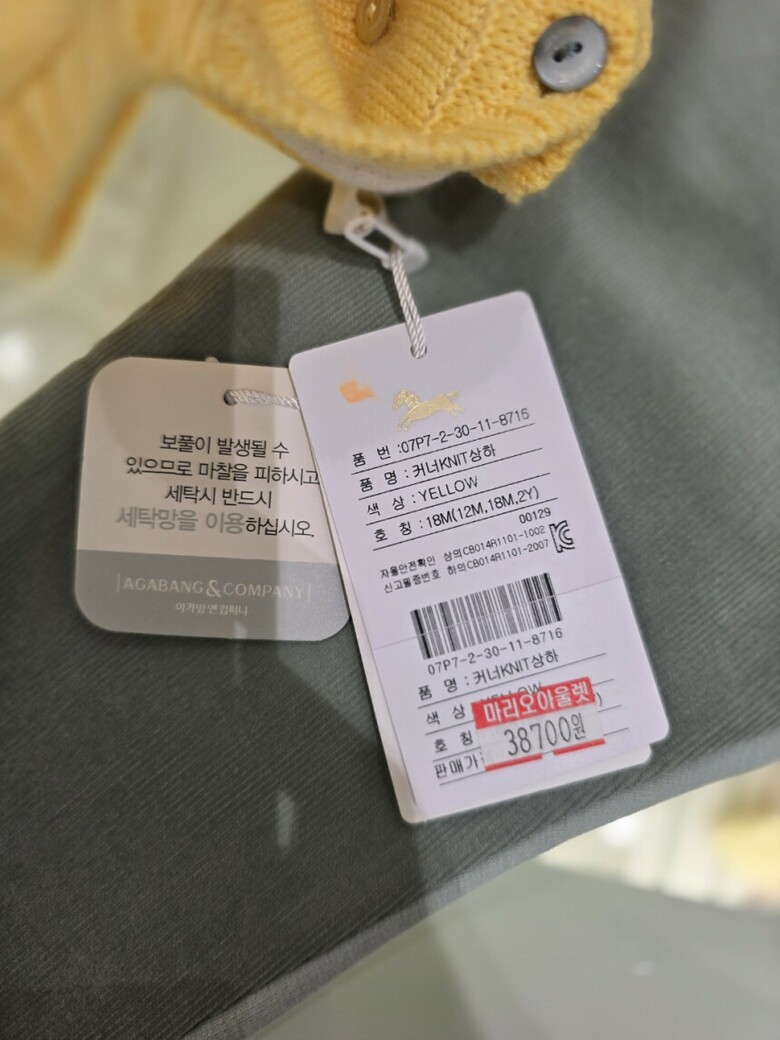 보풀이 발생될 수
있으므로 마찰을 피하시고
세탁시 반드시
세탁망을 이용하십시오.
AGABANG&COMPANY
아가방앤컴퍼니
품 번 :07P7-2-30-11-8716
품 명 : 커너KNIT상하
색 상 : YELLOW
호 칭 : 18M(12M,18M,2Y)
00129
자율안전확인 상의CB014R1101-1002
신고필증번호 하의CB014R1101-2007
07P7-2-30-11-8716
품 명 : 커너KNIT상하
색 상
호 칭
판매가
마리오아울렛
38700원